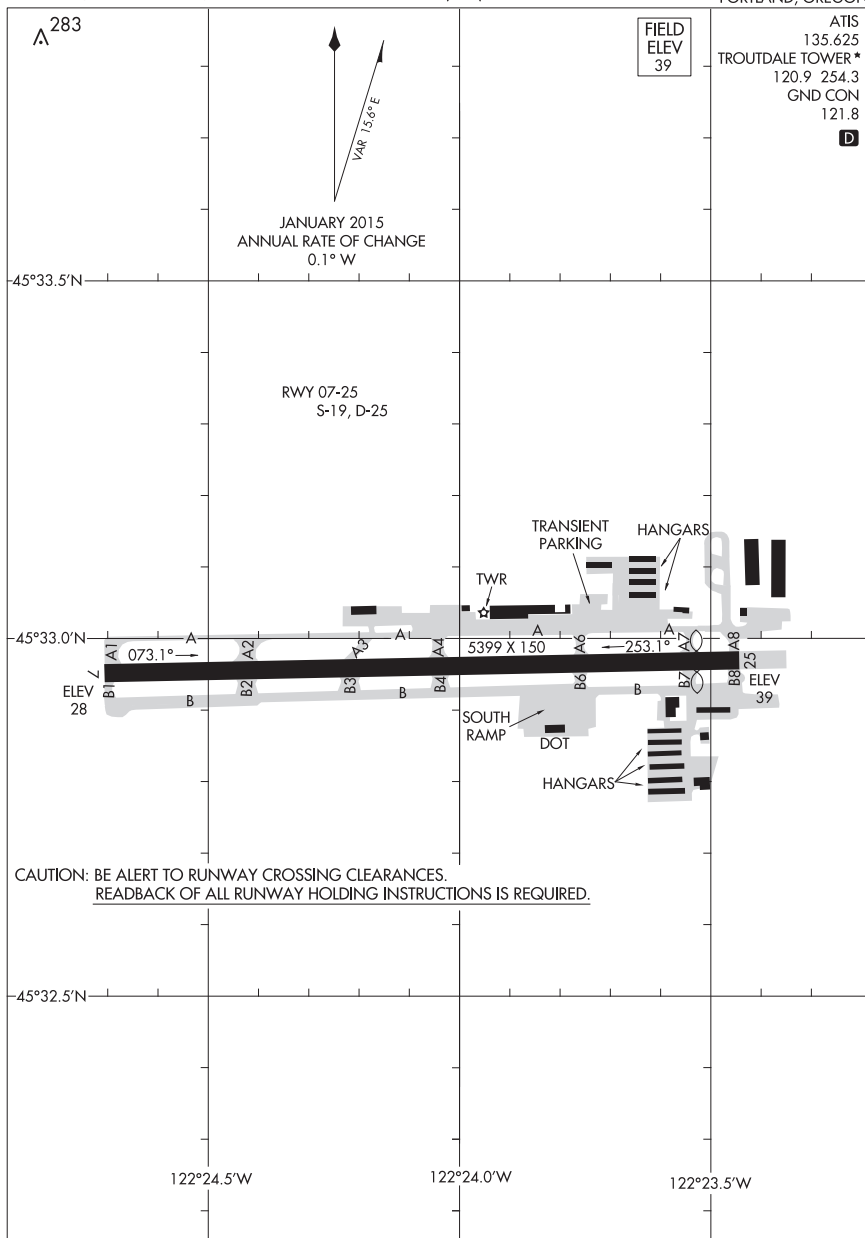 283
FIELD
ELEV
39
ATIS
135.625
TROUTDALE TOWER★
120.9 254.3
GND CON
121.8
D
VAR 15.6° E
JANUARY 2015
ANNUAL RATE OF CHANGE
0.1° W
45°33.5'N
RWY 07-25
S-19, D-25
TRANSIENT
PARKING
HANGARS
TWR
45°33.0'N
A
A
A
A
A1
A2
A3
A4
A6
A7
A8
073.1°
5399 X 150
253.1°
7
25
B1
B2
B3
B4
B6
B7
B8
ELEV
28
ELEV
39
B
B
B
SOUTH
RAMP
DOT
HANGARS
CAUTION: BE ALERT TO RUNWAY CROSSING CLEARANCES.
READBACK OF ALL RUNWAY HOLDING INSTRUCTIONS IS REQUIRED.
45°32.5'N
122°24.5'W
122°24.0'W
122°23.5'W